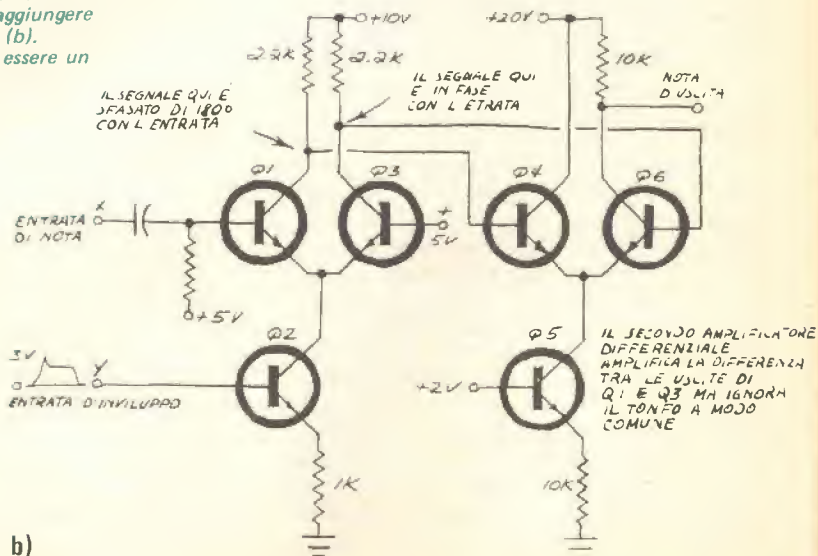 aggiungere
(b).
essere un
+10V
+20V
2.2K
2.2K
10K
IL SEGNALE QUI È
SFASATO DI 1800
CON L ENTRATA
IL SEGNALE QUI
E IN FASE
CON L ETRATA
NOTA
D'USCITA
Q1
Q3
Q4
Q6
ENTRATA
DI NOTA
X
+
5V
+5V
Q2
Q5
3V
Y
ENTRATA D'INVILUPPO
+2V
IL SECONDO AMPLIFICATORE
DIFFERENZIALE
AMPLIFICA LA DIFFERENZA
TRA LE USCITE DI
Q1 E Q3 MA IGNORA
IL TONFO A MODO
COMUNE
1K
10K
b)